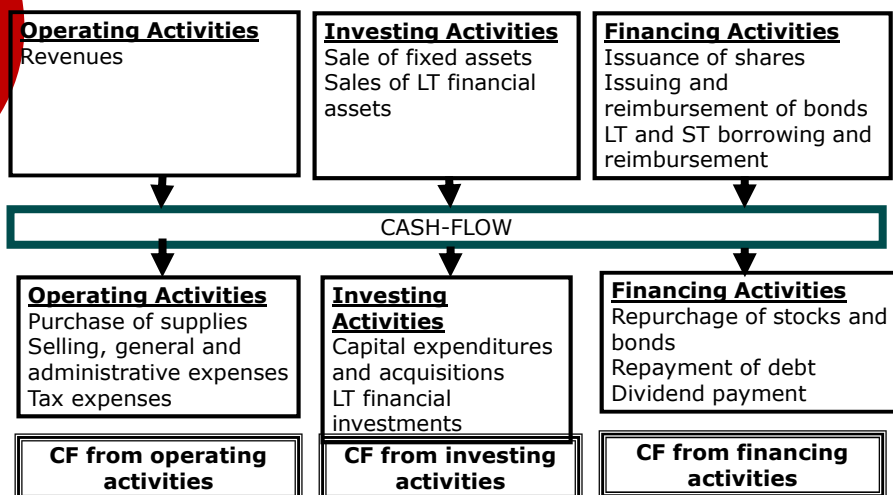 Operating Activities
Revenues
Investing Activities
Sale of fixed assets
Sales of LT financial
assets
Financing Activities
Issuance of shares
Issuing and
reimbursement of bonds
LT and ST borrowing and
reimbursement
CASH-FLOW
Operating Activities
Purchase of supplies
Selling, general and
administrative expenses
Tax expenses
Investing
Activities
Capital expenditures
and acquisitions
LT financial
investments
Financing Activities
Repurchage of stocks and
bonds
Repayment of debt
Dividend payment
CF from operating
activities
CF from investing
activities
CF from financing
activities